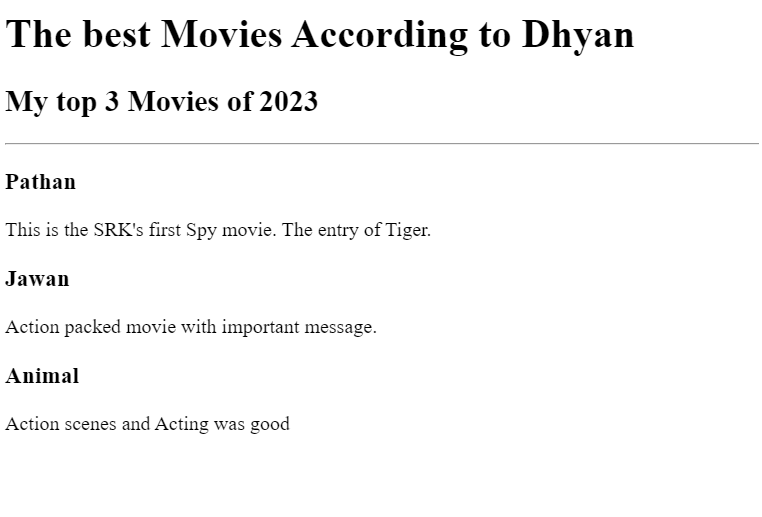 The best Movies According to Dhyan
My top 3 Movies of 2023
Pathan
This is the SRK's first Spy movie. The entry of Tiger.
Jawan
Action packed movie with important message.
Animal
Action scenes and Acting was good